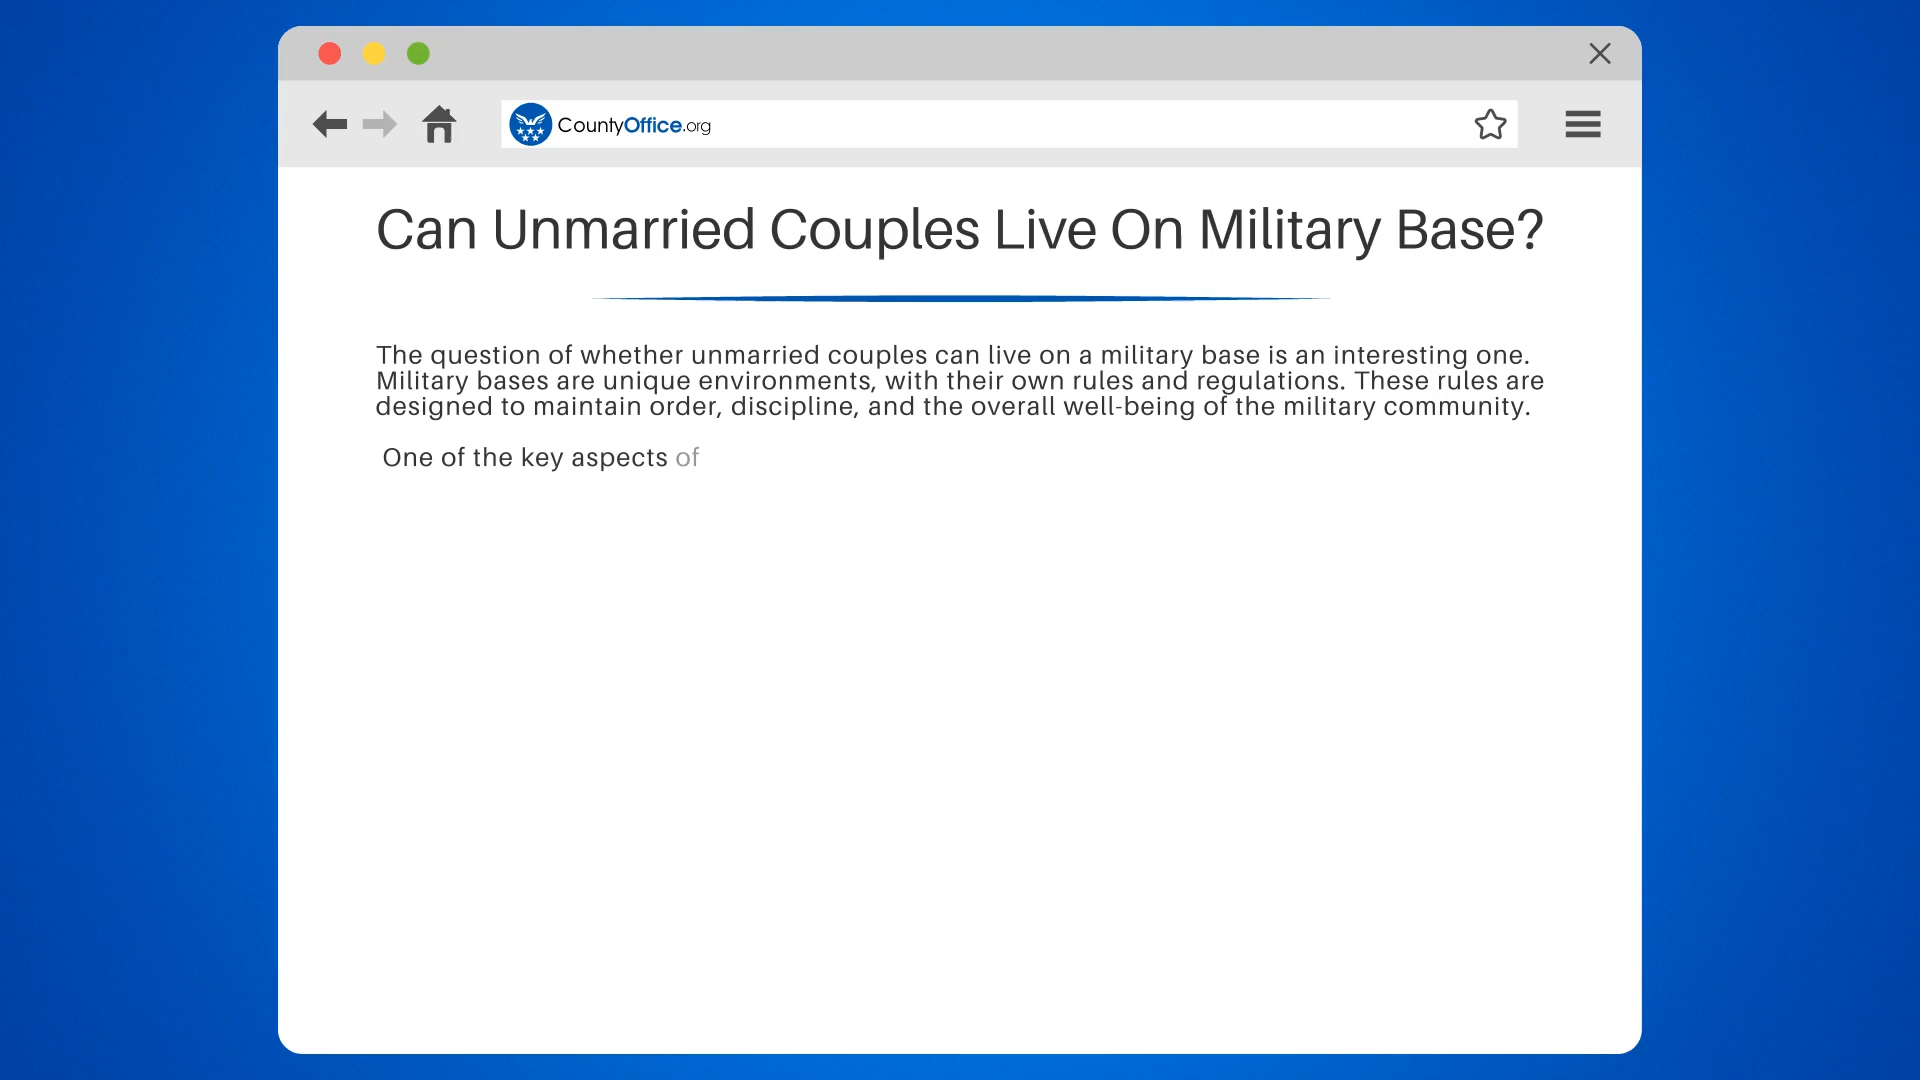 CountyOffice.org
Can Unmarried Couples Live On Military Base?
The question of whether unmarried couples can live on a military base is an interesting one.
Military bases are unique environments, with their own rules and regulations. These rules are
designed to maintain order, discipline, and the overall well-being of the military community.
One of the key aspects of